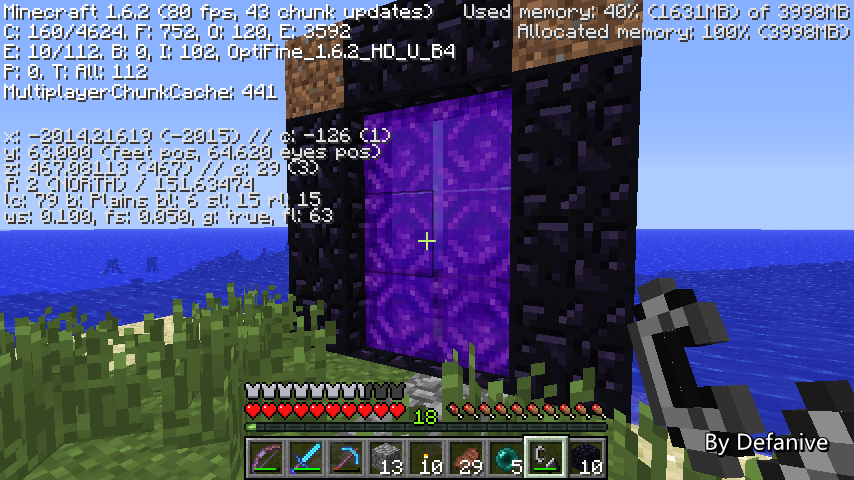 Minecraft 1.6.2 (80 fps, 43 chunk updates)
Used memory: 40% (1631MB) of 3998MB
C: 160/4624, F: 752, O: 120, E: 3592
Allocated memory: 100% (3998MB)
E: 10/112, B: 0, I: 102, OptiFine_1.6.2_HD_U_B4
P: 0, T: All: 112
MultiplayerChunkCache: 441
x: -2014.21619 (-2015) // c: -126 (1)
y: 63.000 (feet pos, 64.620 eyes pos)
z: 467.08113 (467) // c: 29 (3)
f: 2 (NORTH) / 151.63474
lc: 79 b: Plains bl: 6 sl: 15 rl: 15
ws: 0.100, fs: 0.050, g: true, fl: 63
18
13 10 29 5 10
By Defanive